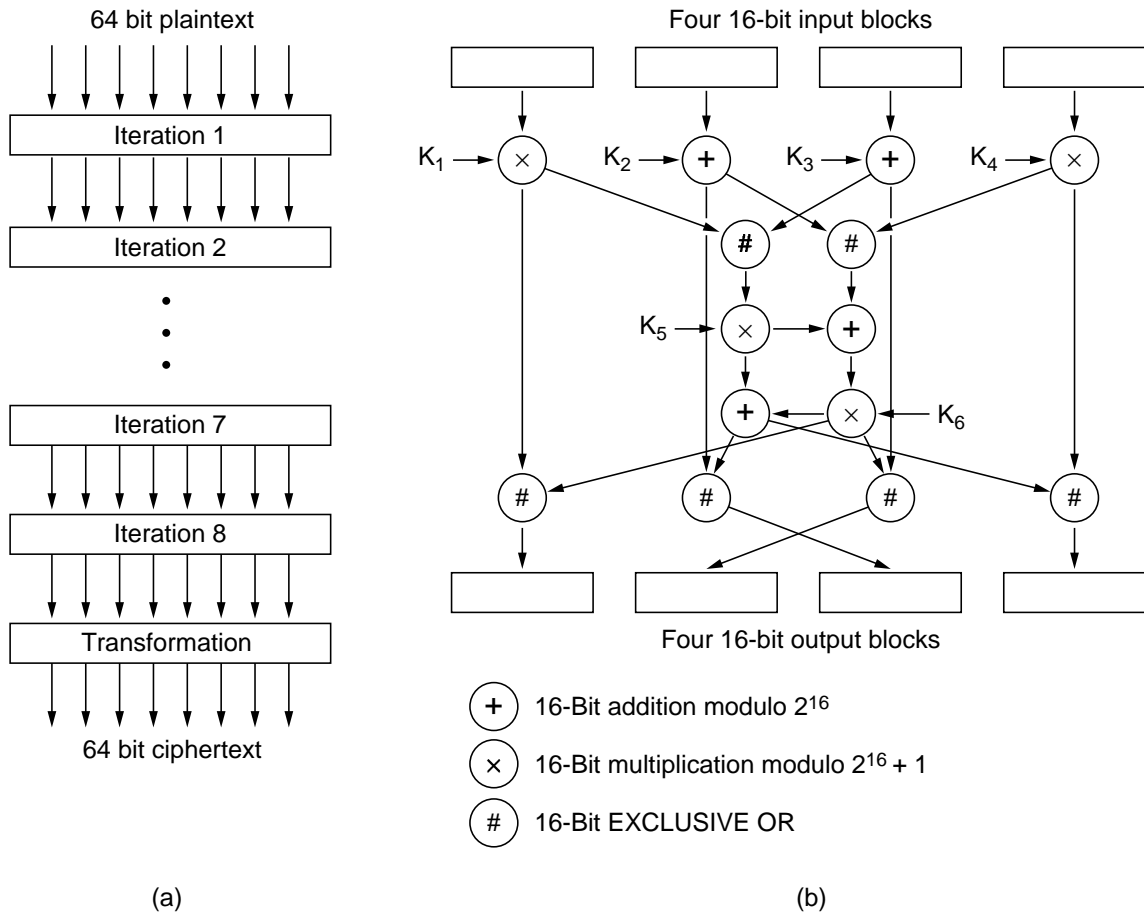 64 bit plaintext
Iteration 1
Iteration 2
Iteration 7
Iteration 8
Transformation
64 bit ciphertext
(a)
Four 16-bit input blocks
K1 × K2 + K3 + K4 ×
# #
K5 × +
+ × K6
# # # #
Four 16-bit output blocks
+ 16-Bit addition modulo 2^16
× 16-Bit multiplication modulo 2^16 + 1
# 16-Bit EXCLUSIVE OR
(b)